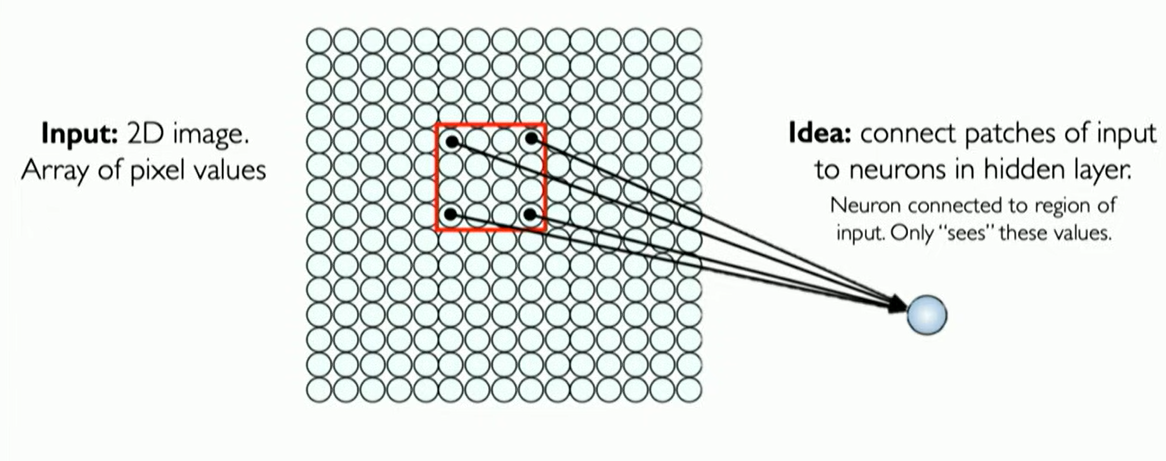 Input: 2D image.
Array of pixel values
Idea: connect patches of input
to neurons in hidden layer.
Neuron connected to region of
input. Only "sees" these values.